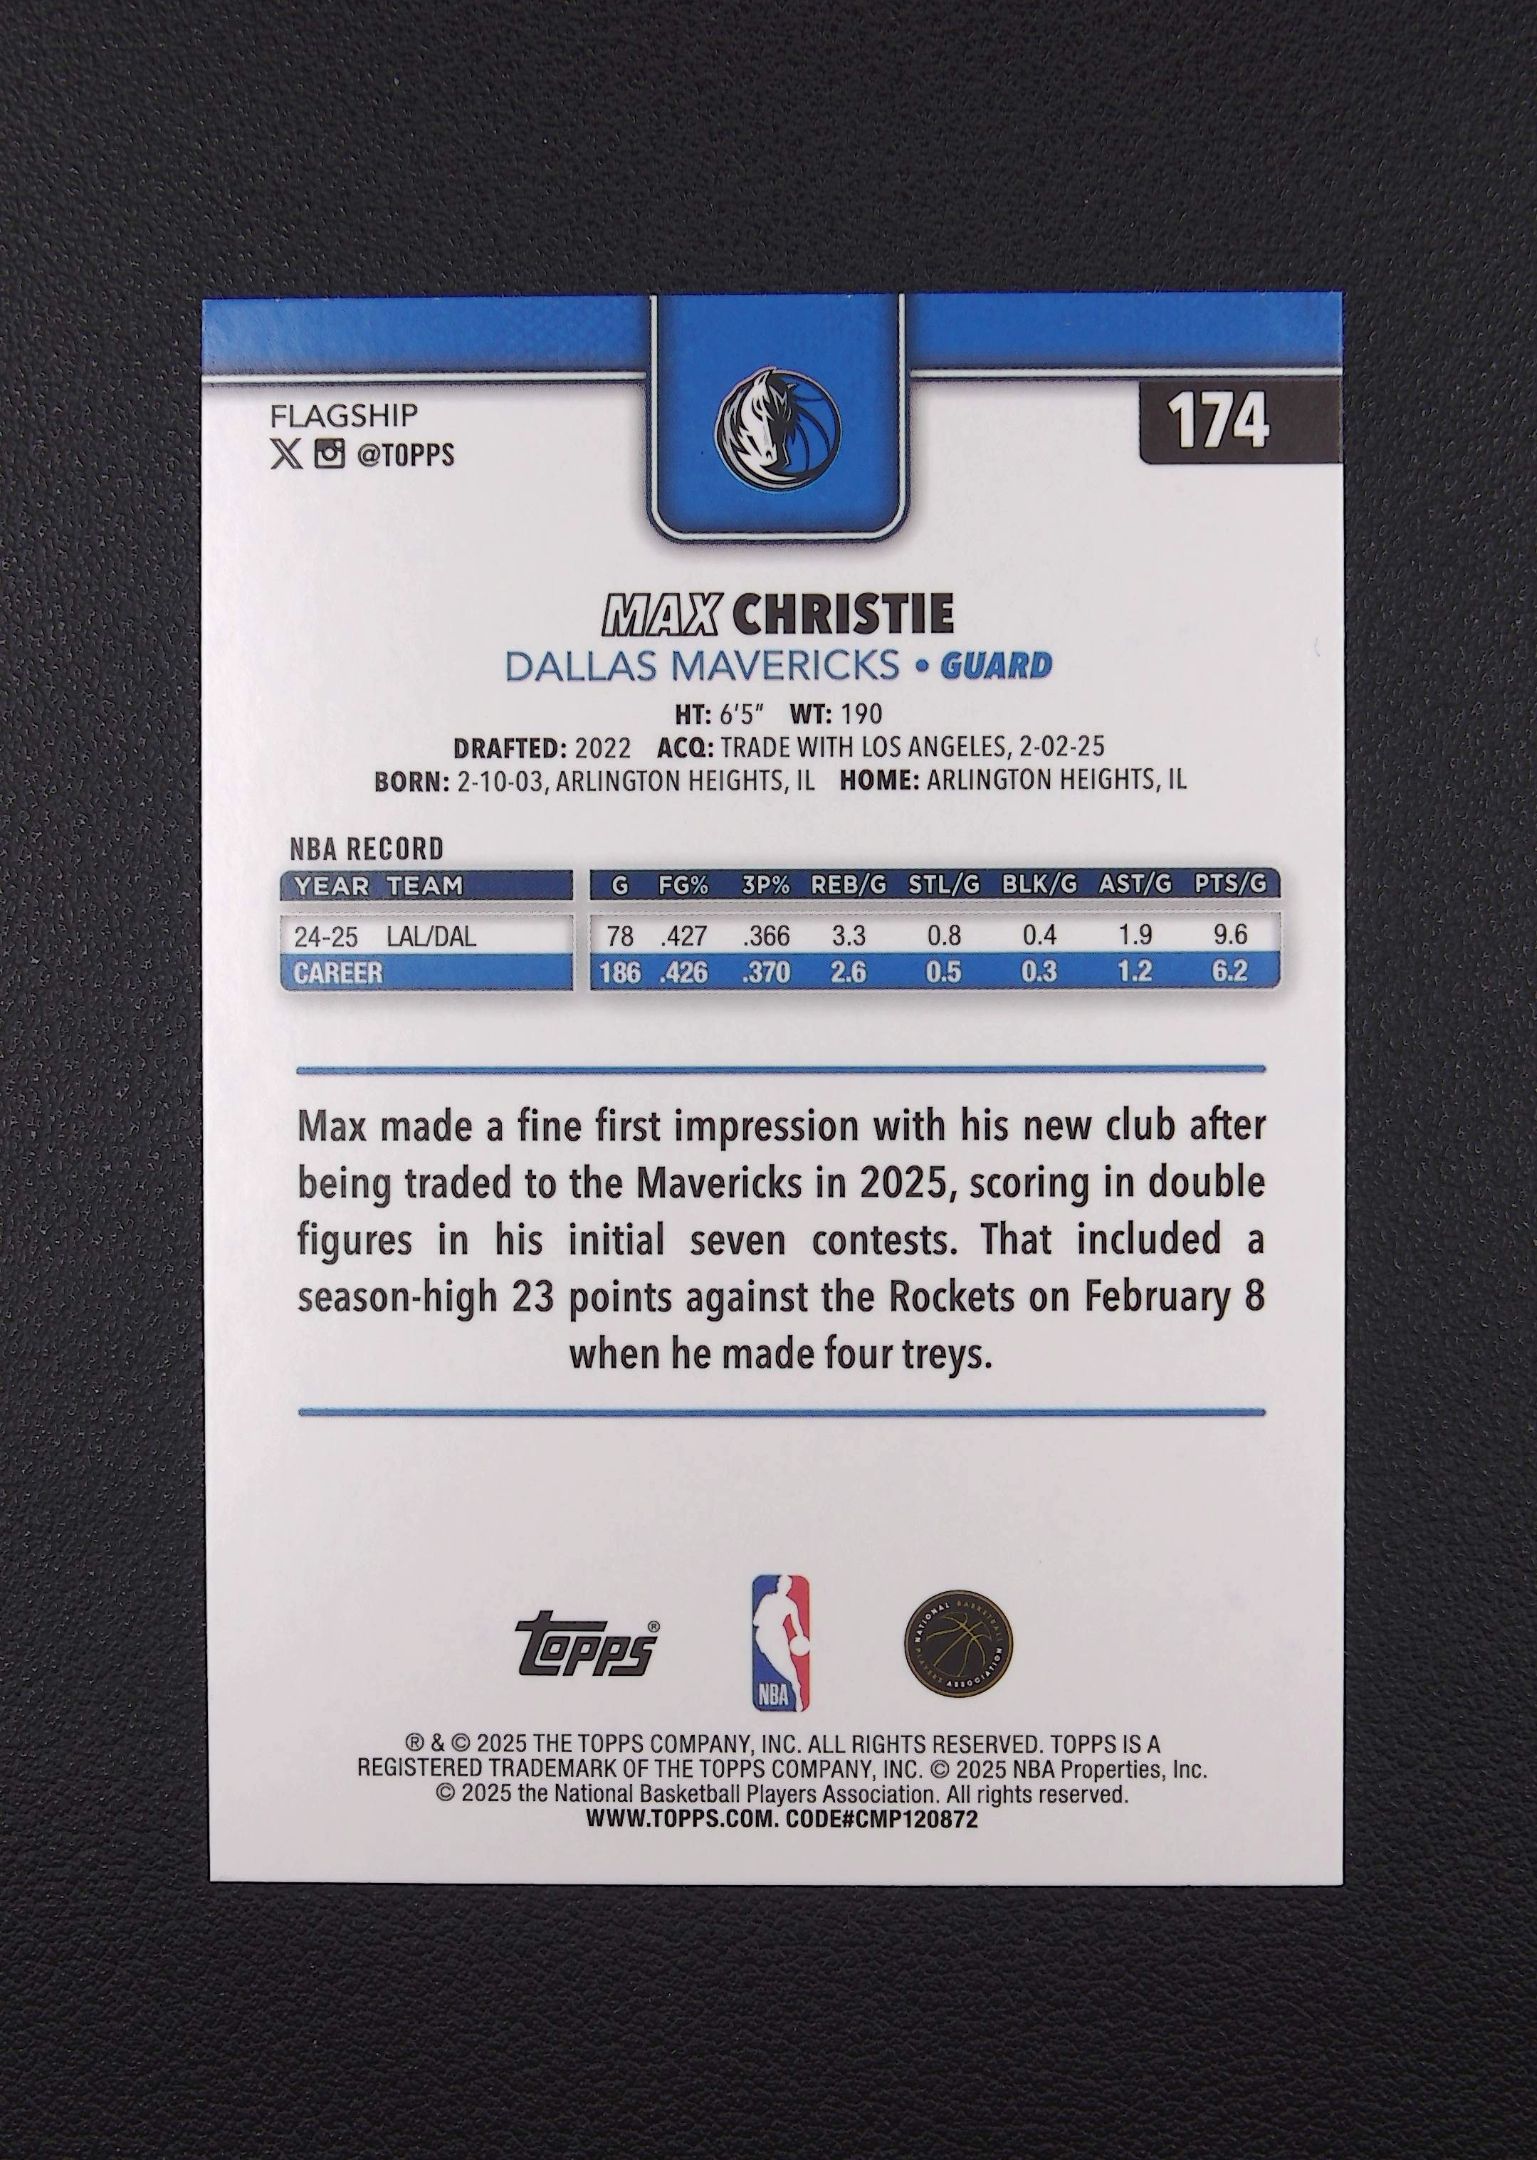 FLAGSHIP
@TOPPS
174
MAX CHRISTIE
DALLAS MAVERICKS • GUARD
HT: 6'5" WT: 190
DRAFTED: 2022 ACQ: TRADE WITH LOS ANGELES, 2-02-25
BORN: 2-10-03, ARLINGTON HEIGHTS, IL HOME: ARLINGTON HEIGHTS, IL
NBA RECORD
YEAR TEAM G FG% 3P% REB/G STL/G BLK/G AST/G PTS/G
24-25 LAL/DAL 78 .427 .366 3.3 0.8 0.4 1.9 9.6
CAREER 186 .426 .370 2.6 0.5 0.3 1.2 6.2
Max made a fine first impression with his new club after
being traded to the Mavericks in 2025, scoring in double
figures in his initial seven contests. That included a
season-high 23 points against the Rockets on February 8
when he made four treys.
Topps®
NBA
NATIONAL BASKETBALL PLAYERS ASSOCIATION
® & © 2025 THE TOPPS COMPANY, INC. ALL RIGHTS RESERVED. TOPPS IS A
REGISTERED TRADEMARK OF THE TOPPS COMPANY, INC. © 2025 NBA Properties, Inc.
© 2025 the National Basketball Players Association. All rights reserved.
WWW.TOPPS.COM. CODE#CMP120872